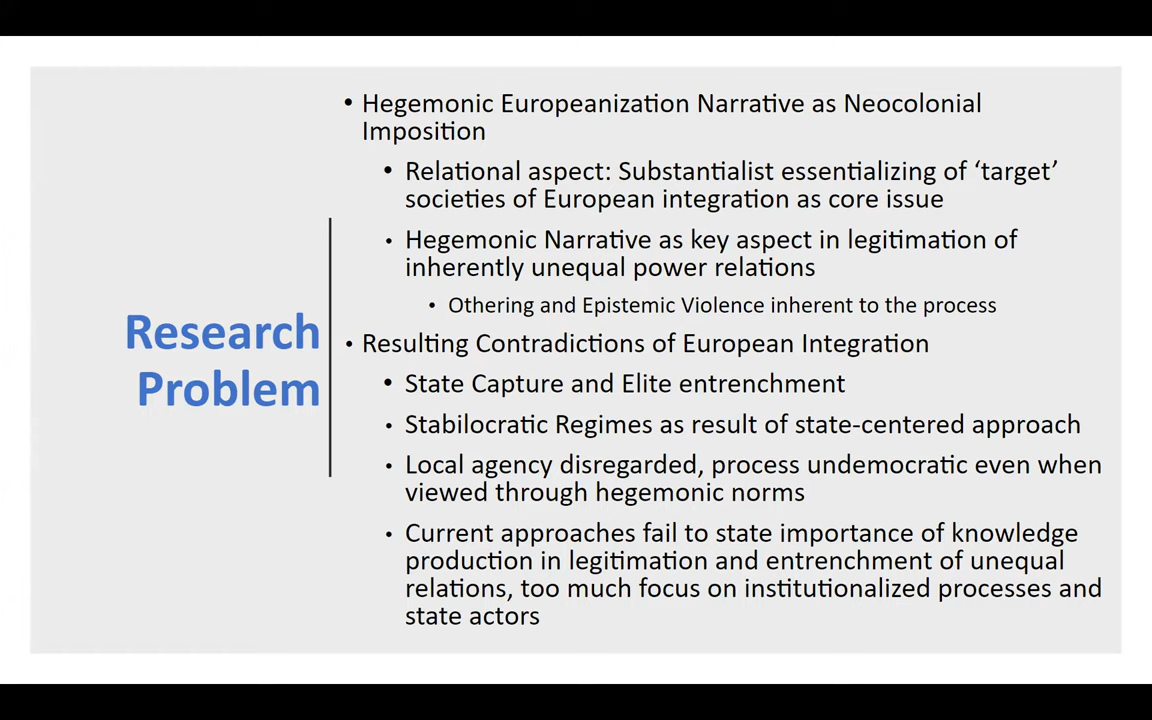 Research
Problem
• Hegemonic Europeanization Narrative as Neocolonial
Imposition
• Relational aspect: Substantialist essentializing of ‘target’
societies of European integration as core issue
• Hegemonic Narrative as key aspect in legitimation of
inherently unequal power relations
• Othering and Epistemic Violence inherent to the process
• Resulting Contradictions of European Integration
• State Capture and Elite entrenchment
• Stabilocratic Regimes as result of state-centered approach
• Local agency disregarded, process undemocratic even when
viewed through hegemonic norms
• Current approaches fail to state importance of knowledge
production in legitimation and entrenchment of unequal
relations, too much focus on institutionalized processes and
state actors